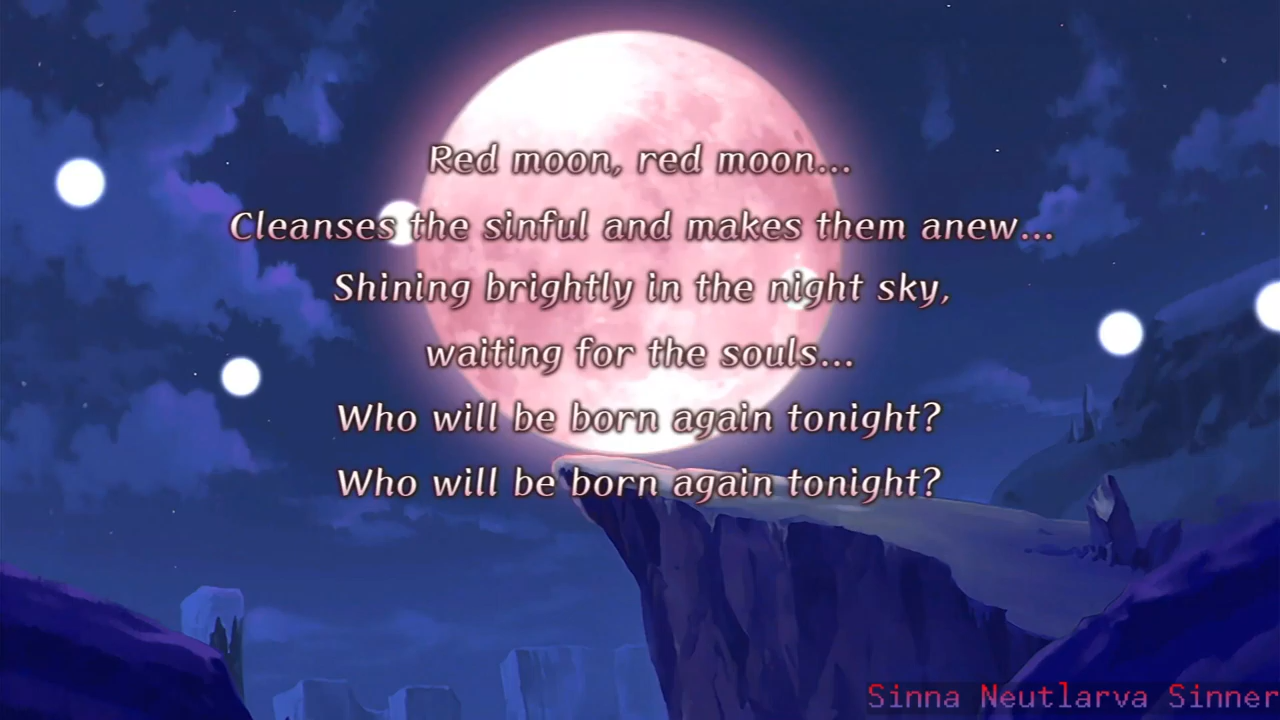 Red moon, red moon...
Cleanses the sinful and makes them anew...
Shining brightly in the night sky,
waiting for the souls...
Who will be born again tonight?
Who will be born again tonight?
Sinna Neutlarva Sinner